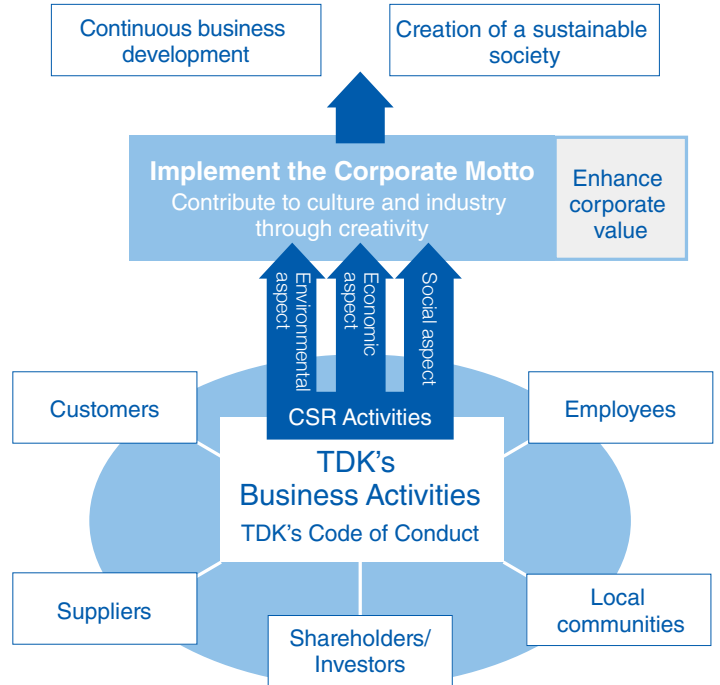 Continuous business
development
Creation of a sustainable
society
Implement the Corporate Motto
Contribute to culture and industry
through creativity
Enhance
corporate
value
Environmental
aspect
Economic
aspect
Social aspect
CSR Activities
Customers
Employees
TDK’s
Business Activities
TDK’s Code of Conduct
Suppliers
Local
communities
Shareholders/
Investors